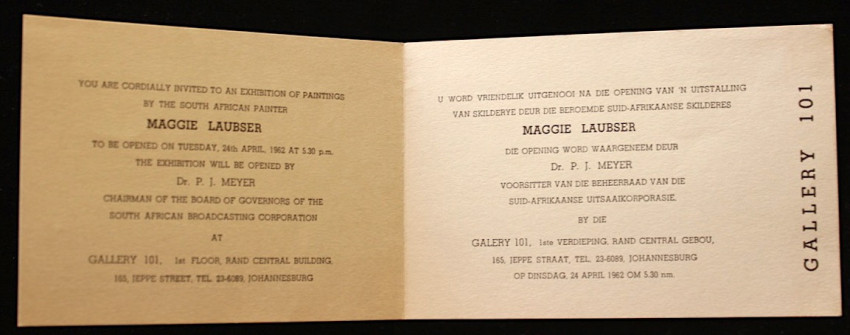 YOU ARE CORDIALLY INVITED TO AN EXHIBITION OF PAINTINGS
BY THE SOUTH AFRICAN PAINTER
MAGGIE LAUBSER
TO BE OPENED ON TUESDAY, 24th APRIL, 1962 AT 5.30 p.m.
THE EXHIBITION WILL BE OPENED BY
Dr. P. J. MEYER
CHAIRMAN OF THE BOARD OF GOVERNORS OF THE
SOUTH AFRICAN BROADCASTING CORPORATION
AT
GALLERY 101, 1st FLOOR, RAND CENTRAL BUILDING,
165, JEPPE STREET, TEL. 23-6089, JOHANNESBURG
U WORD VRIENDELIK UITGENOOI NA DIE OPENING VAN 'N UITSTALLING
VAN SKILDERYE DEUR DIE BEROEMDE SUID-AFRIKAANSE SKILDERES
MAGGIE LAUBSER
DIE OPENING WORD WAARGENEEM DEUR
Dr. P. J. MEYER
VOORSITTER VAN DIE BEHEERRAAD VAN DIE
SUID-AFRIKAANSE UITSAAIKORPORASIE.
BY DIE
GALERY 101, 1ste VERDIEPING, RAND CENTRAL GEBOU,
165, JEPPE STRAAT, TEL. 23-6089, JOHANNESBURG
OP DINSDAG, 24 APRIL 1962 OM 5.30 nm.
GALLERY 101